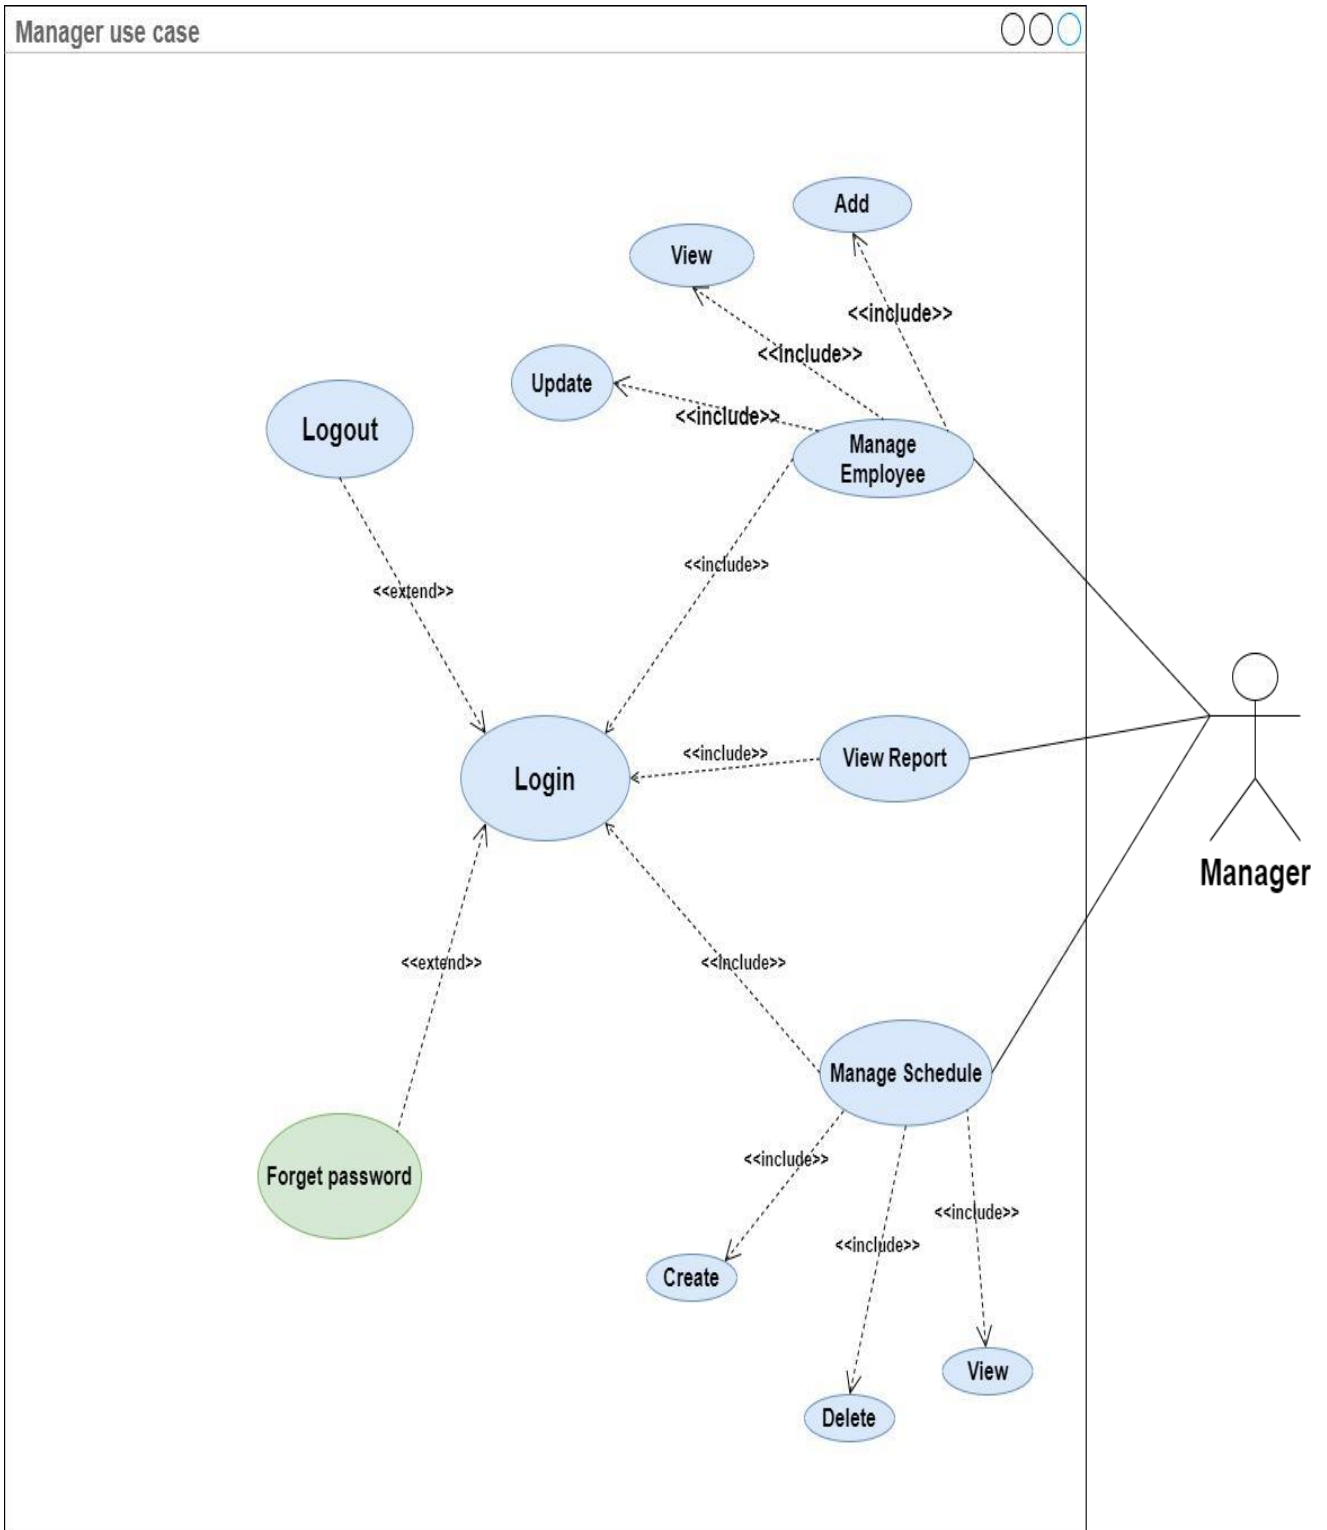 Manager use case
Add
View
<<include>>
<<include>>
Update
<<include>>
Logout
Manage
Employee
<<include>>
<<extend>>
Login
<<include>>
View Report
Manager
<<extend>>
<<Include>>
Manage Schedule
Forget password
<<include>>
<<include>>
<<include>>
Create
View
Delete